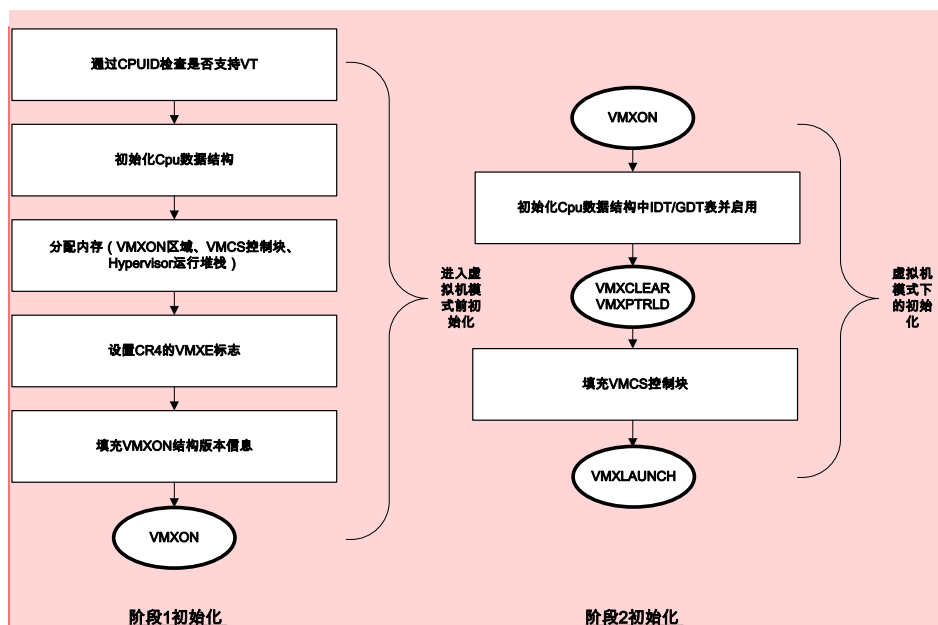 通过CPUID检查是否支持VT
初始化Cpu数据结构
分配内存（VMXON区域、VMCS控制块、
Hypervisor运行堆栈）
设置CR4的VMXE标志
填充VMXON结构版本信息
VMXON
进入虚
拟机模
式前初
始化
阶段1初始化
VMXON
初始化Cpu数据结构中IDT/GDT表并启用
VMXCLEAR
VMXPTRLD
填充VMCS控制块
VMXLAUNCH
虚拟机
模式下
的初始
化
阶段2初始化